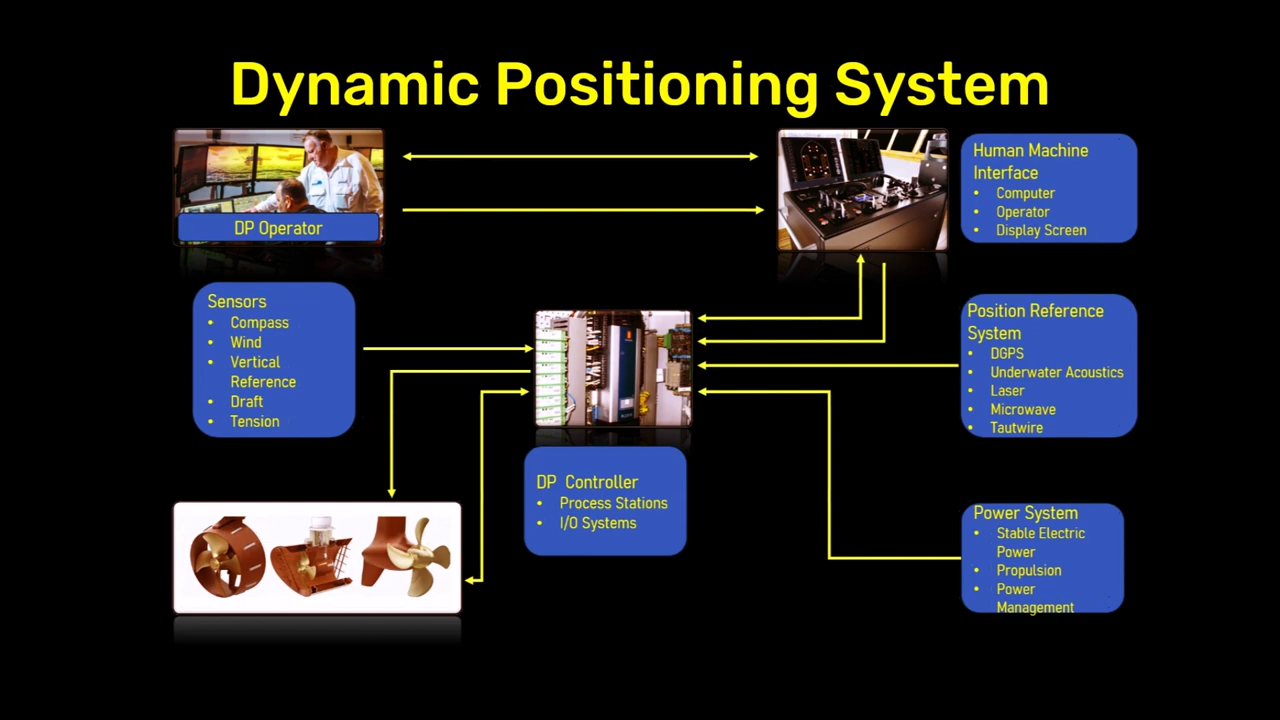 Dynamic Positioning System
DP Operator
Human Machine
Interface
• Computer
• Operator
• Display Screen
Sensors
• Compass
• Wind
• Vertical
Reference
• Draft
• Tension
Position Reference
System
• DGPS
• Underwater Acoustics
• Laser
• Microwave
• Tautwire
DP Controller
• Process Stations
• I/O Systems
Power System
• Stable Electric
Power
• Propulsion
• Power
Management